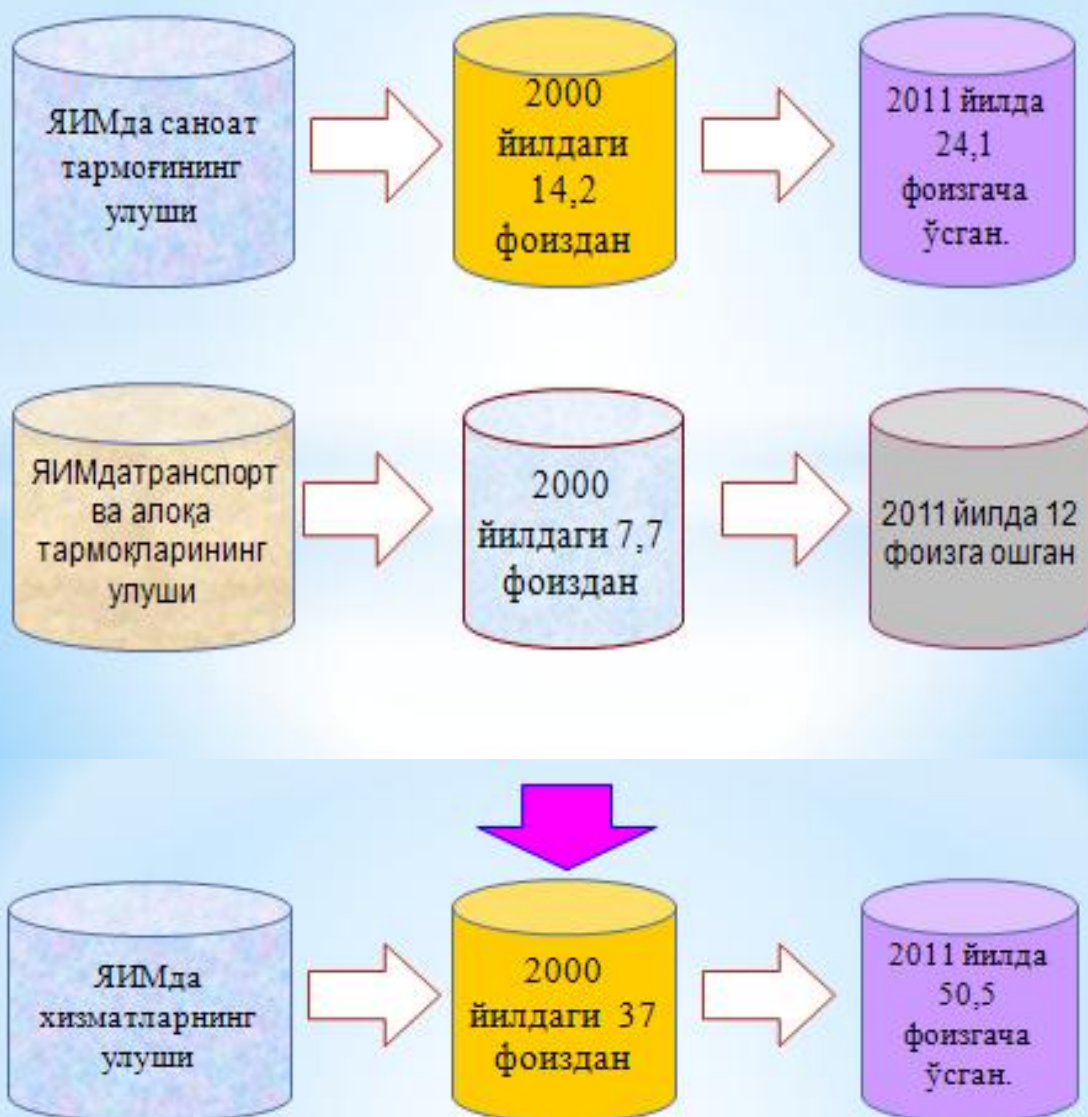 ЯИМда саноат
тармоғининг
улуши
2000
йилдаги
14,2
фоиздан
2011 йилда
24,1
фоизгача
ўсган.
ЯИМдатранспорт
ва алоқа
тармоқларининг
улуши
2000
йилдаги 7,7
фоиздан
2011 йилда 12
фоизга ошган
ЯИМда
хизматларнинг
улуши
2000
йилдаги 37
фоиздан
2011 йилда
50,5
фоизгача
ўсган.